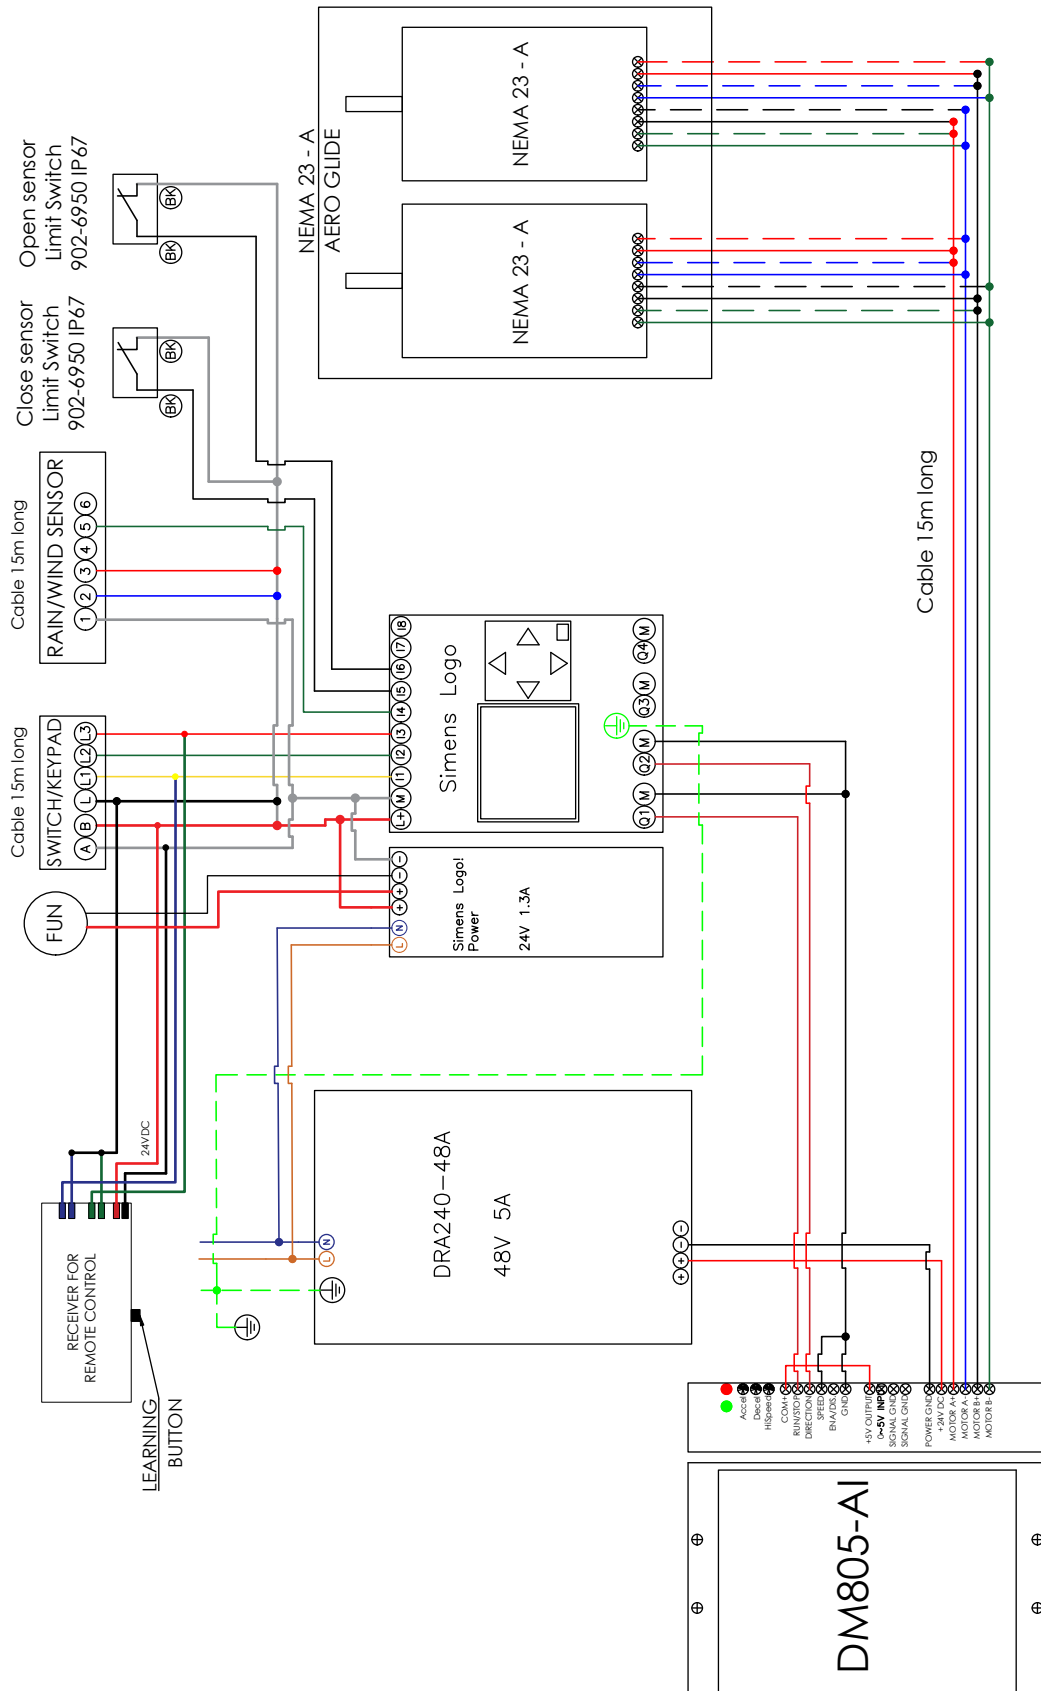 Open sensor
Limit Switch
902-6950 IP67
BK
BK
Close sensor
Limit Switch
902-6950 IP67
BK
BK
NEMA 23 - A
AERO GLIDE
NEMA 23 - A
NEMA 23 - A
Cable 15m long
RAIN/WIND SENSOR
1 2 3 4 5 6
Cable 15m long
SWITCH/KEYPAD
A B L L1 L2 L3
FUN
Simens Logo
L+ M I1 I2 I3 I4 I5 I6 I7 I8
Q1 M Q2 M Q3 M Q4 M
Simens Logo!
Power
24V 1.3A
L N + + - -
24VDC
RECEIVER FOR
REMOTE CONTROL
LEARNING
BUTTON
DRA240-48A
48V 5A
L N
+ + - -
Cable 15m long
Accel
Decel
HiSpeed
COM+
RUN/STOP
DIRECTION
SPEED
ENA/DIS.
GND
+5V OUTPUT
0~5V INPUT
SIGNAL GND
SIGNAL GND
POWER GND
+24V DC
MOTOR A+
MOTOR A-
MOTOR B+
MOTOR B-
DM805-AI